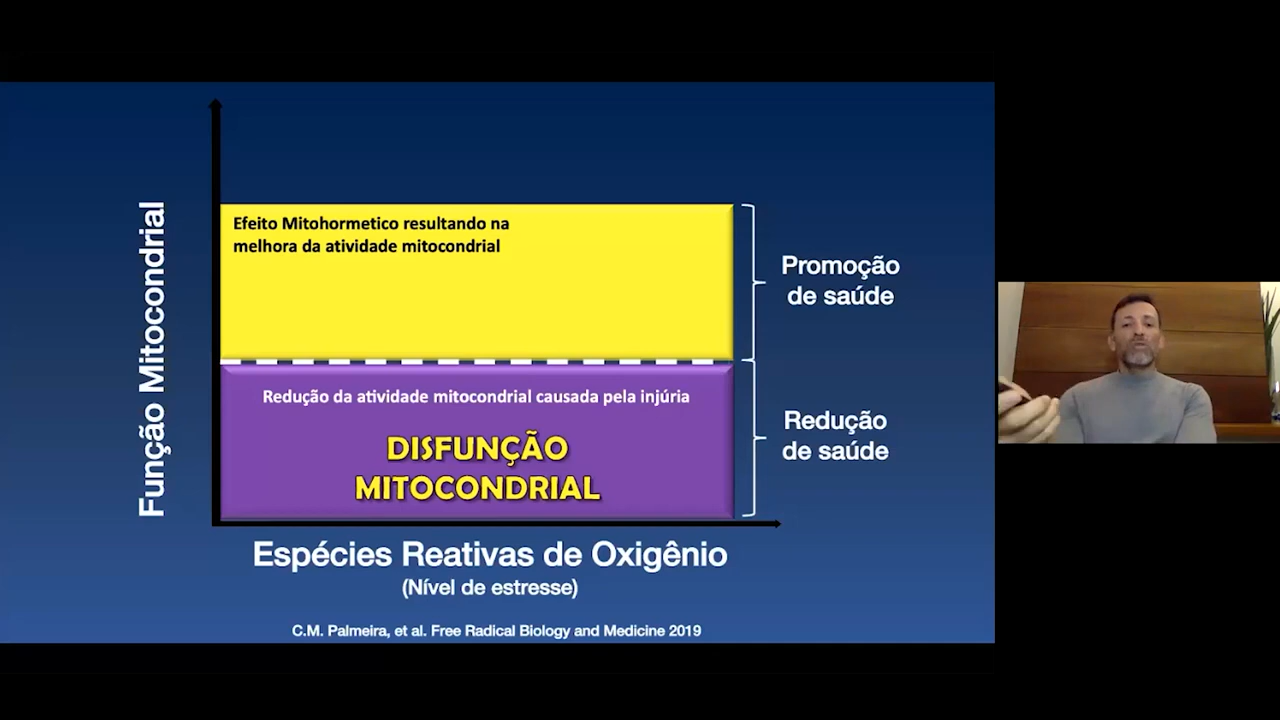 Função Mitocondrial
Efeito Mitohormetico resultando na
melhora da atividade mitocondrial
Promoção
de saúde
Redução da atividade mitocondrial causada pela injúria
DISFUNÇÃO
MITOCONDRIAL
Redução
de saúde
Espécies Reativas de Oxigênio
(Nível de estresse)
C.M. Palmeira, et al. Free Radical Biology and Medicine 2019